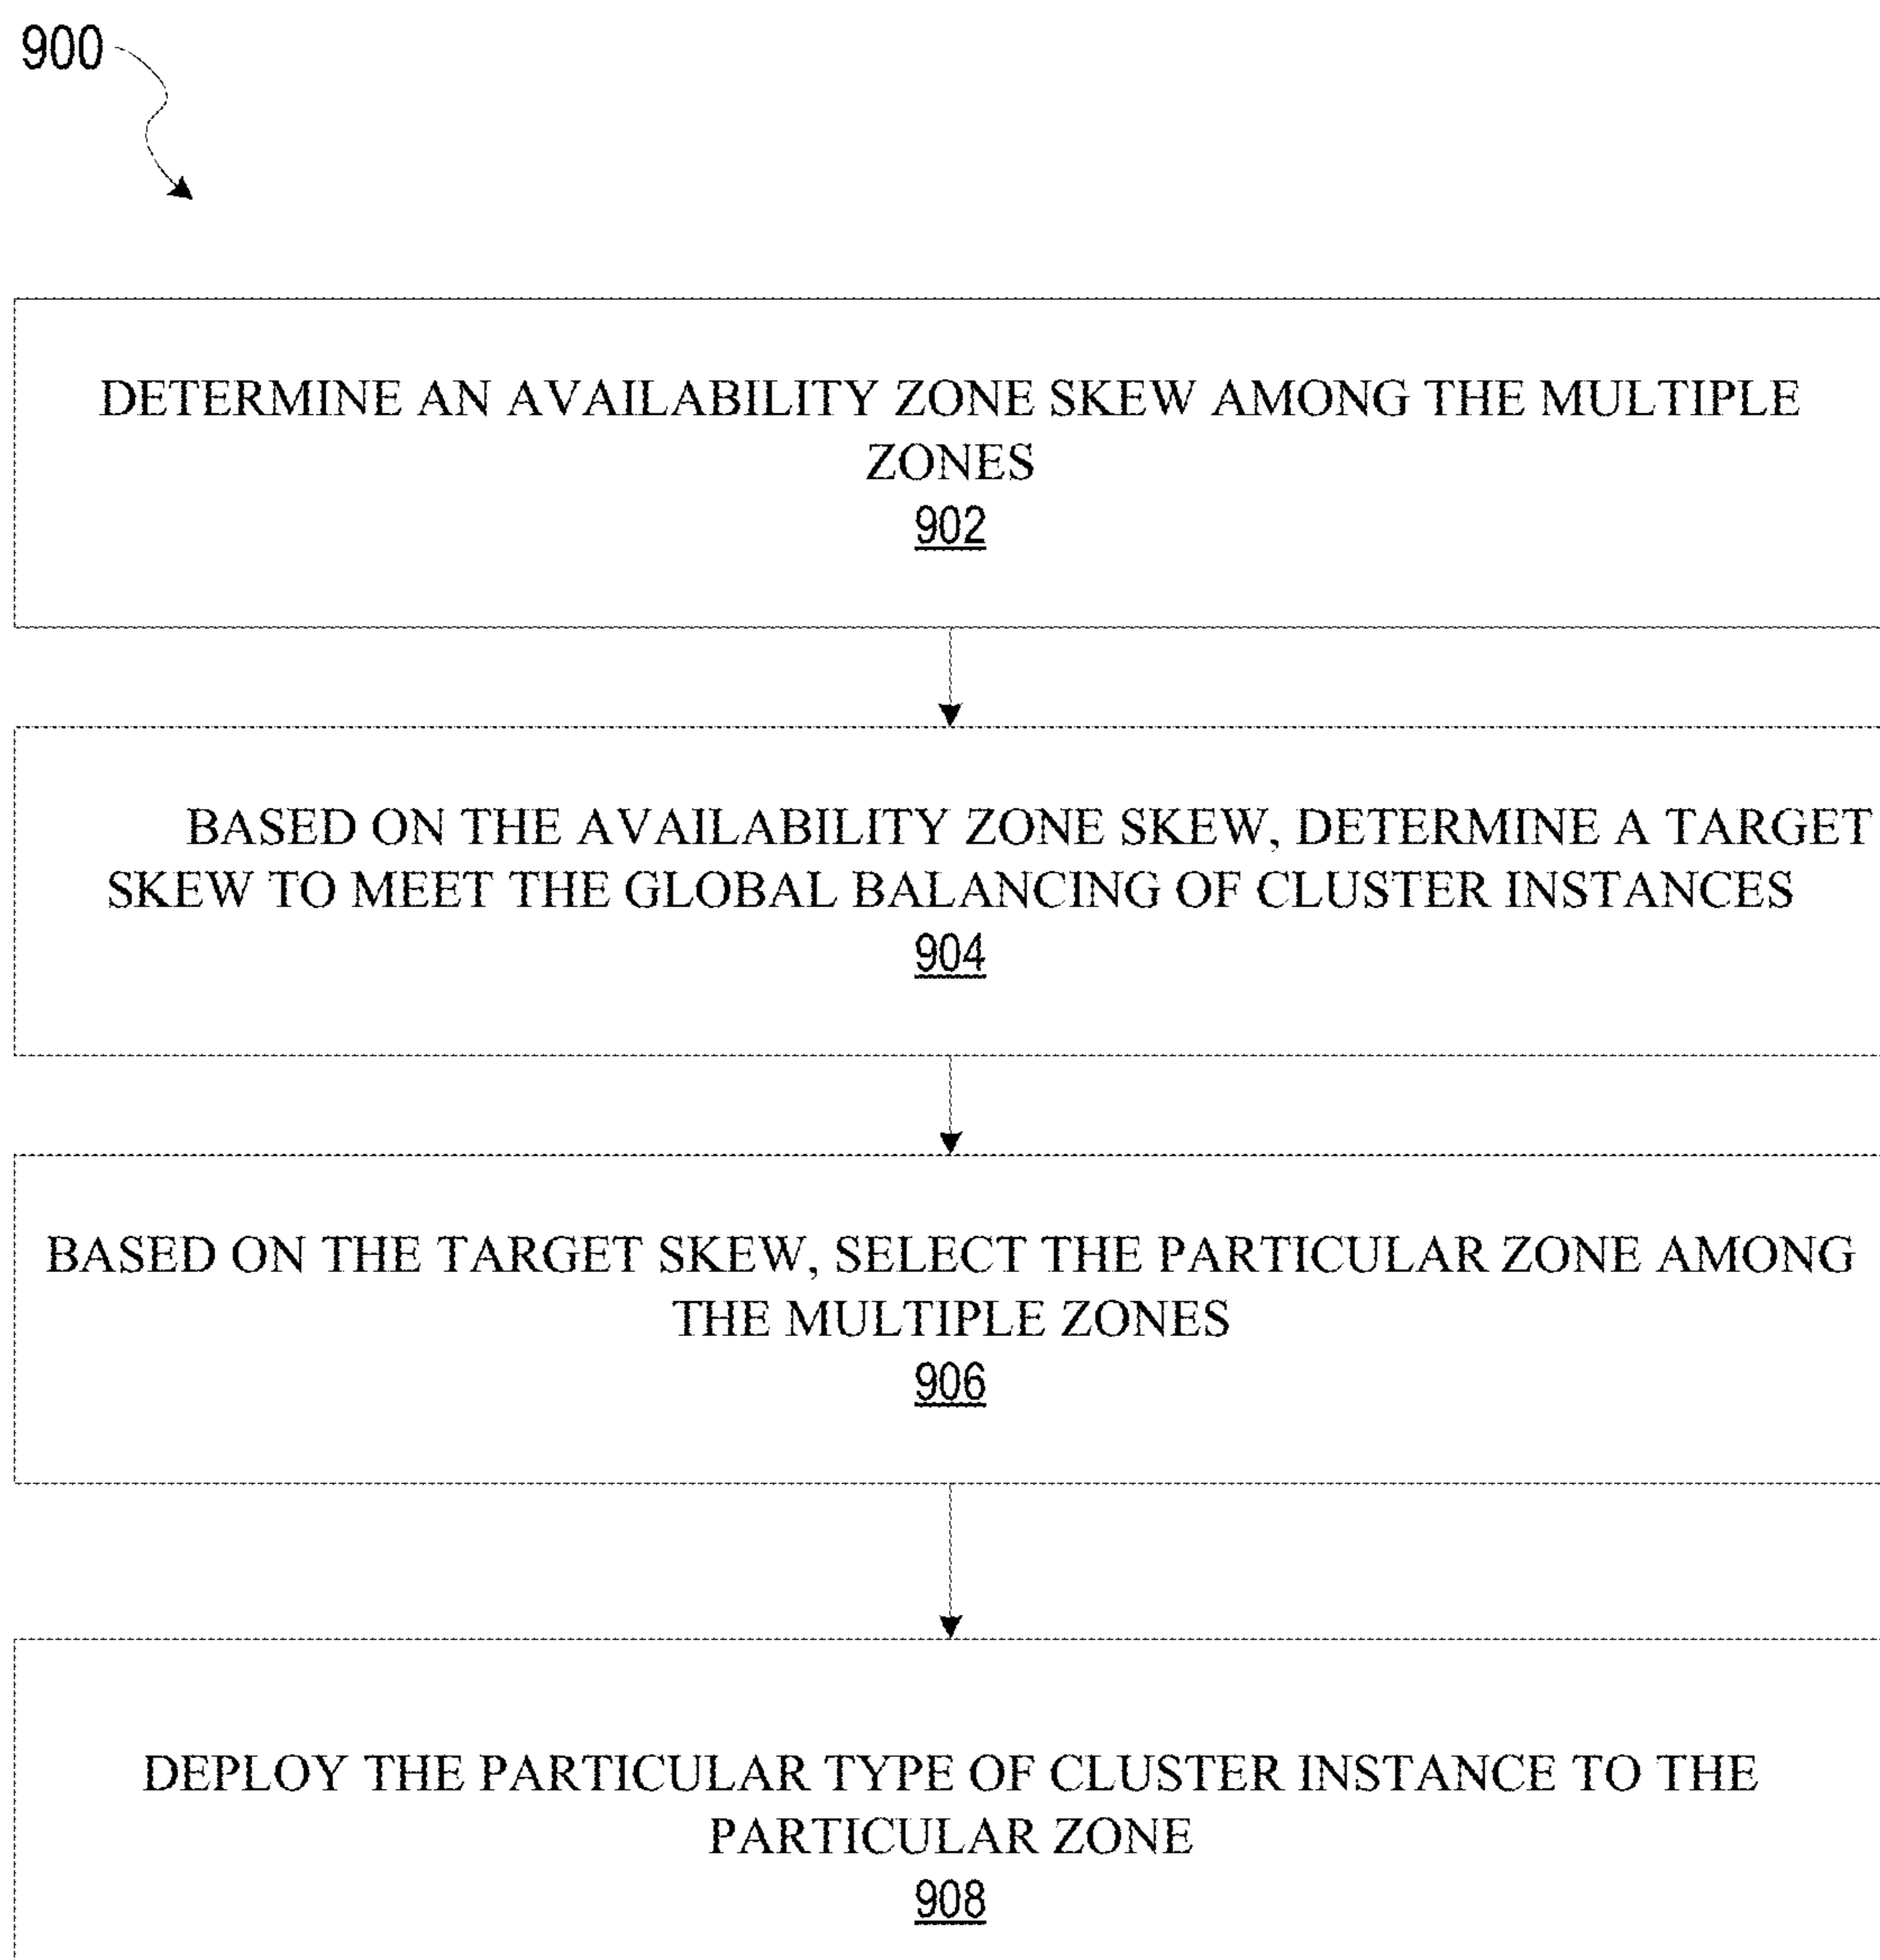 900
DETERMINE AN AVAILABILITY ZONE SKEW AMONG THE MULTIPLE
ZONES
902
BASED ON THE AVAILABILITY ZONE SKEW, DETERMINE A TARGET
SKEW TO MEET THE GLOBAL BALANCING OF CLUSTER INSTANCES
904
BASED ON THE TARGET SKEW, SELECT THE PARTICULAR ZONE AMONG
THE MULTIPLE ZONES
906
DEPLOY THE PARTICULAR TYPE OF CLUSTER INSTANCE TO THE
PARTICULAR ZONE
908